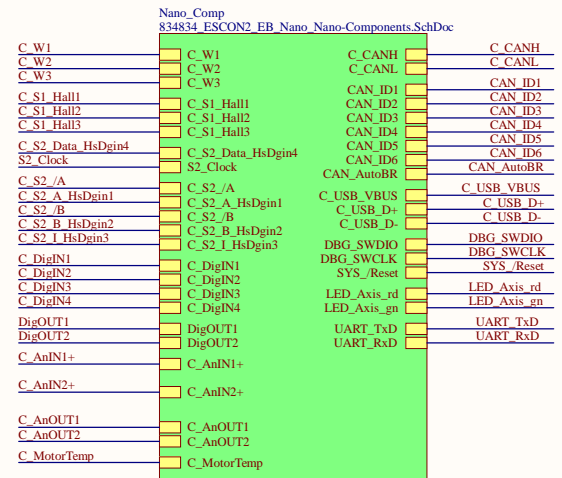 Nano_Comp
834834_ESCON2_EB_Nano_Nano-Components.SchDoc
C_W1 C_W1 C_CANH C_CANH
C_W2 C_W2 C_CANL C_CANL
C_W3 C_W3
CAN_ID1 CAN_ID1
C_S1_Hall1 C_S1_Hall1 CAN_ID2 CAN_ID2
C_S1_Hall2 C_S1_Hall2 CAN_ID3 CAN_ID3
C_S1_Hall3 C_S1_Hall3 CAN_ID4 CAN_ID4
CAN_ID5 CAN_ID5
C_S2_Data_HsDgin4 C_S2_Data_HsDgin4 CAN_ID6 CAN_ID6
S2_Clock S2_Clock CAN_AutoBR CAN_AutoBR
C_S2_/A C_S2_/A
C_S2_A_HsDgin1 C_S2_A_HsDgin1 C_USB_VBUS C_USB_VBUS
C_S2_/B C_S2_/B C_USB_D+ C_USB_D+
C_S2_B_HsDgin2 C_S2_B_HsDgin2 C_USB_D- C_USB_D-
C_S2_I_HsDgin3 C_S2_I_HsDgin3 DBG_SWDIO DBG_SWDIO
C_DigIN1 C_DigIN1 DBG_SWCLK DBG_SWCLK
C_DigIN2 C_DigIN2 SYS_/Reset SYS_/Reset
C_DigIN3 C_DigIN3 LED_Axis_rd LED_Axis_rd
C_DigIN4 C_DigIN4 LED_Axis_gn LED_Axis_gn
DigOUT1 DigOUT1 UART_TxD UART_TxD
DigOUT2 DigOUT2 UART_RxD UART_RxD
C_AnIN1+ C_AnIN1+
C_AnIN2+ C_AnIN2+
C_AnOUT1 C_AnOUT1
C_AnOUT2 C_AnOUT2
C_MotorTemp C_MotorTemp